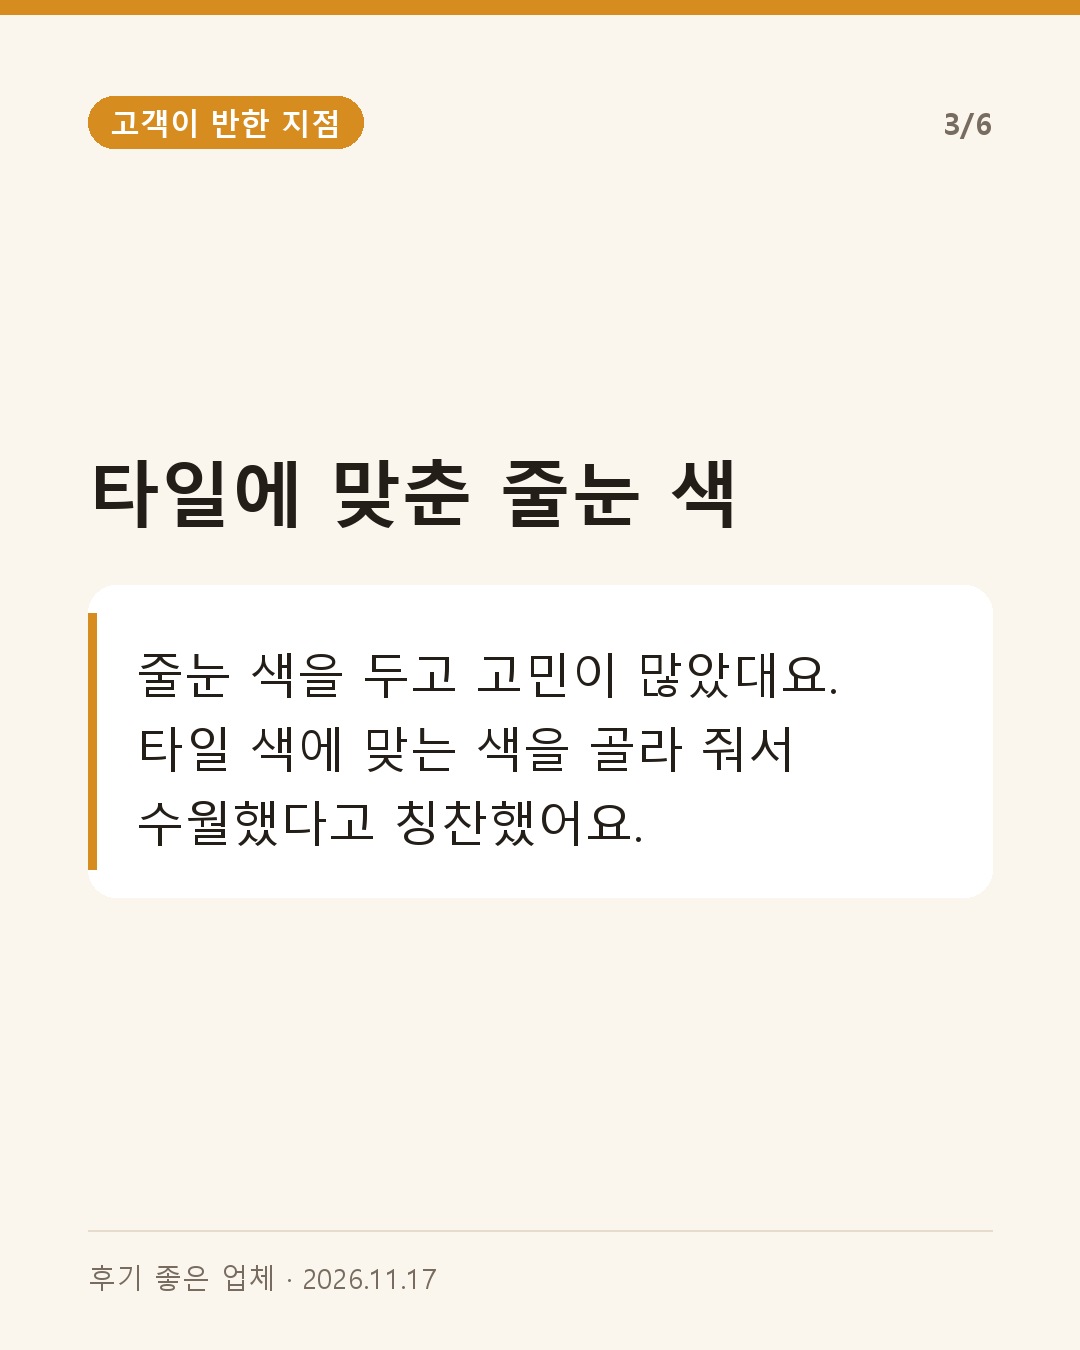 고객이 반한 지점
3/6
타일에 맞춘 줄눈 색
줄눈 색을 두고 고민이 많았대요.
타일 색에 맞는 색을 골라 줘서
수월했다고 칭찬했어요.
후기 좋은 업체 · 2026.11.17